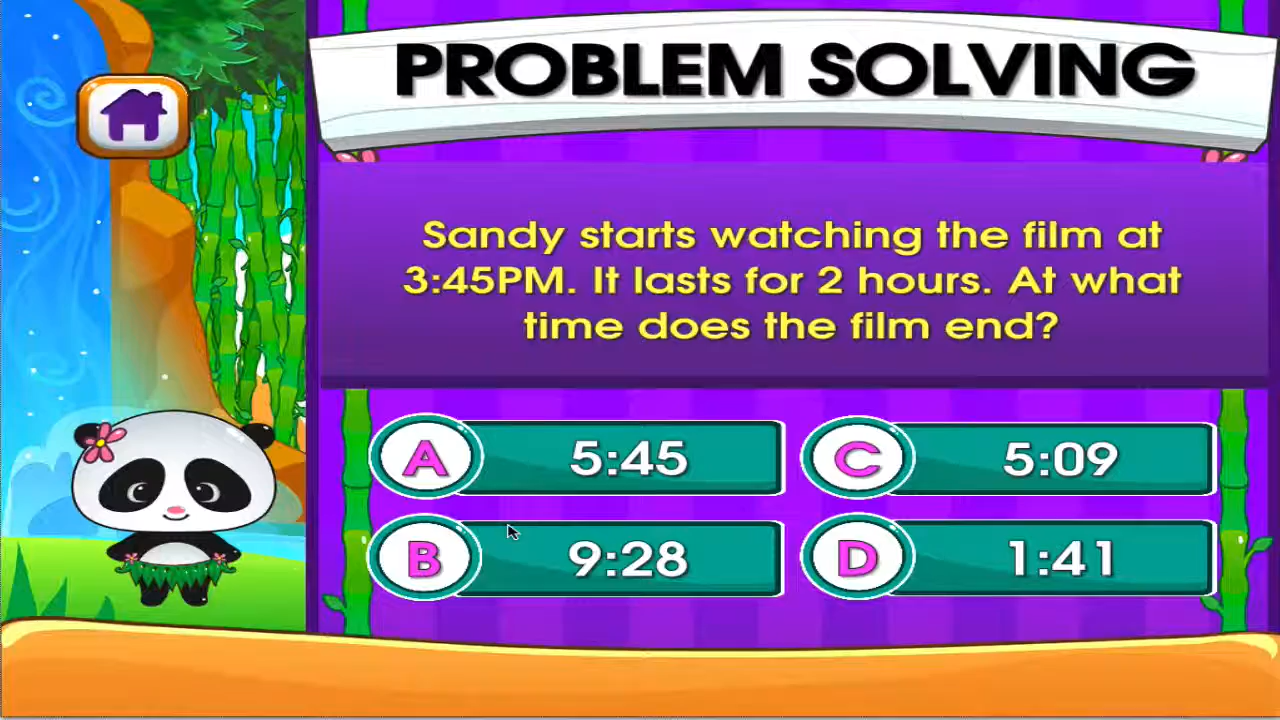 PROBLEM SOLVING
Sandy starts watching the film at
3:45PM. It lasts for 2 hours. At what
time does the film end?
A 5:45
C 5:09
B 9:28
D 1:41